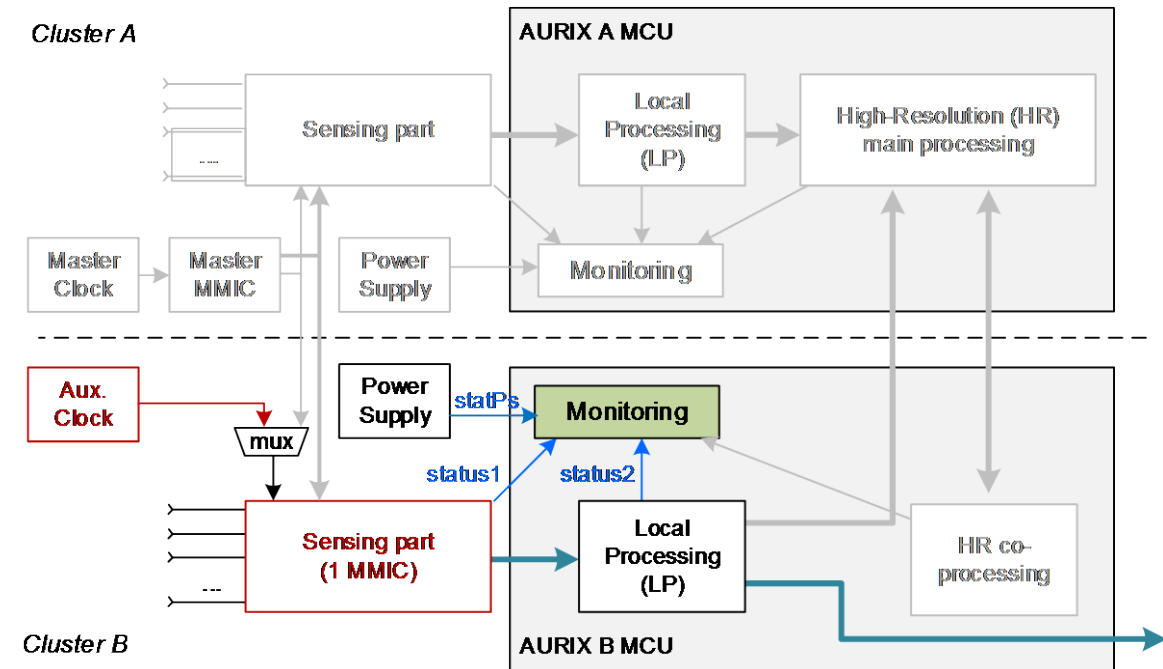 Cluster A
AURIX A MCU
Sensing part
Local
Processing
(LP)
High-Resolution (HR)
main processing
.....
Master
Clock
Master
MMIC
Power
Supply
Monitoring
Aux.
Clock
Power
Supply
statPs
Monitoring
mux
status1
status2
Sensing part
(1 MMIC)
Local
Processing
(LP)
HR co-
processing
....
Cluster B
AURIX B MCU